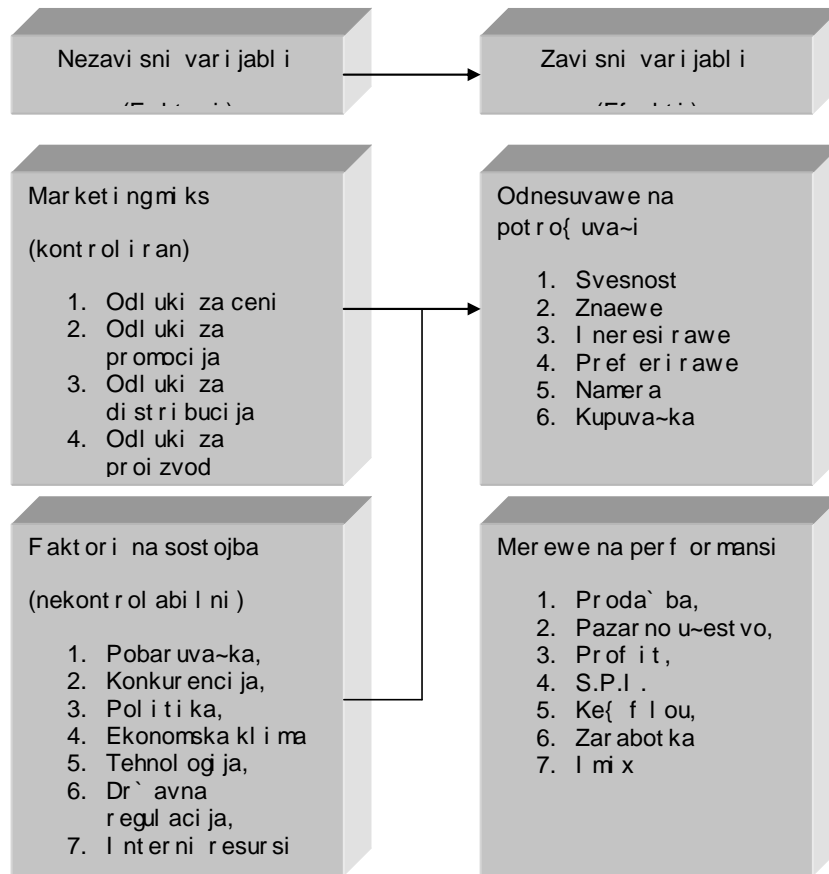 Nezavisni varijabli
Zavisni varijabli
Marketingmiks
(kontroliran)
1. Odluki za ceni
2. Odluki za
promocija
3. Odluki za
distribucija
4. Odluki za
proizvod
Odnesuvawe na
potro{uva~i
1. Svesnost
2. Znaewe
3. Ineresirawe
4. Preferirawe
5. Namera
6. Kupuva~ka
Faktori na sostojba
(nekontrolabilni)
1. Pobaruva~ka,
2. Konkurencija,
3. Politika,
4. Ekonomska klima
5. Tehnologija,
6. Dr`avna
regulacija,
7. Interni resursi
Merewe na performansi
1. Proda`ba,
2. Pazarno u~estvo,
3. Profit,
4. S.P.I.
5. Ke{ flou,
6. Zarabotka
7. Imix